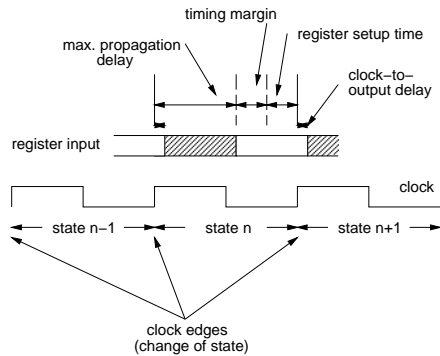 timing margin
max. propagation
delay
register setup time
clock-to-
output delay
register input
clock
state n-1
state n
state n+1
clock edges
(change of state)